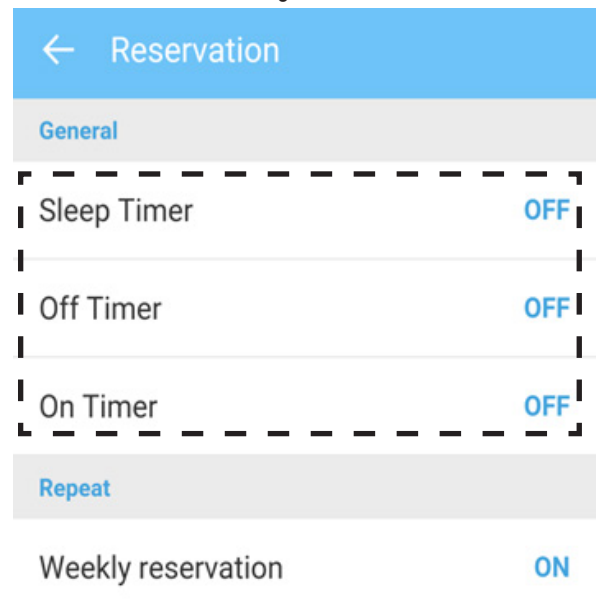 ← Reservation
General
Sleep Timer OFF
Off Timer OFF
On Timer OFF
Repeat
Weekly reservation ON